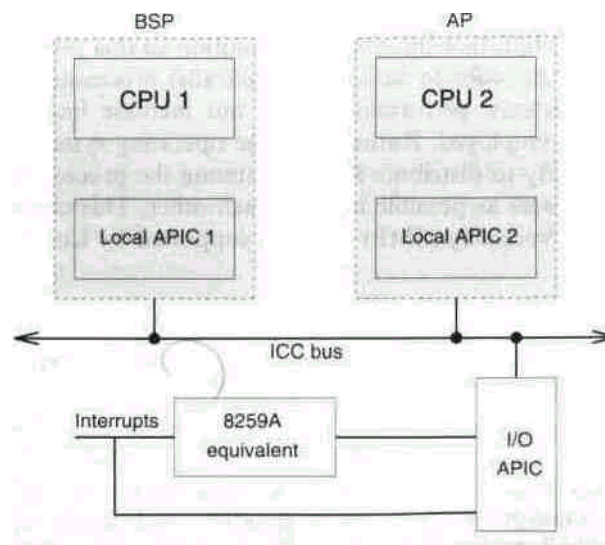 BSP
AP
CPU 1
CPU 2
Local APIC 1
Local APIC 2
ICC bus
Interrupts
8259A
equivalent
I/O
APIC